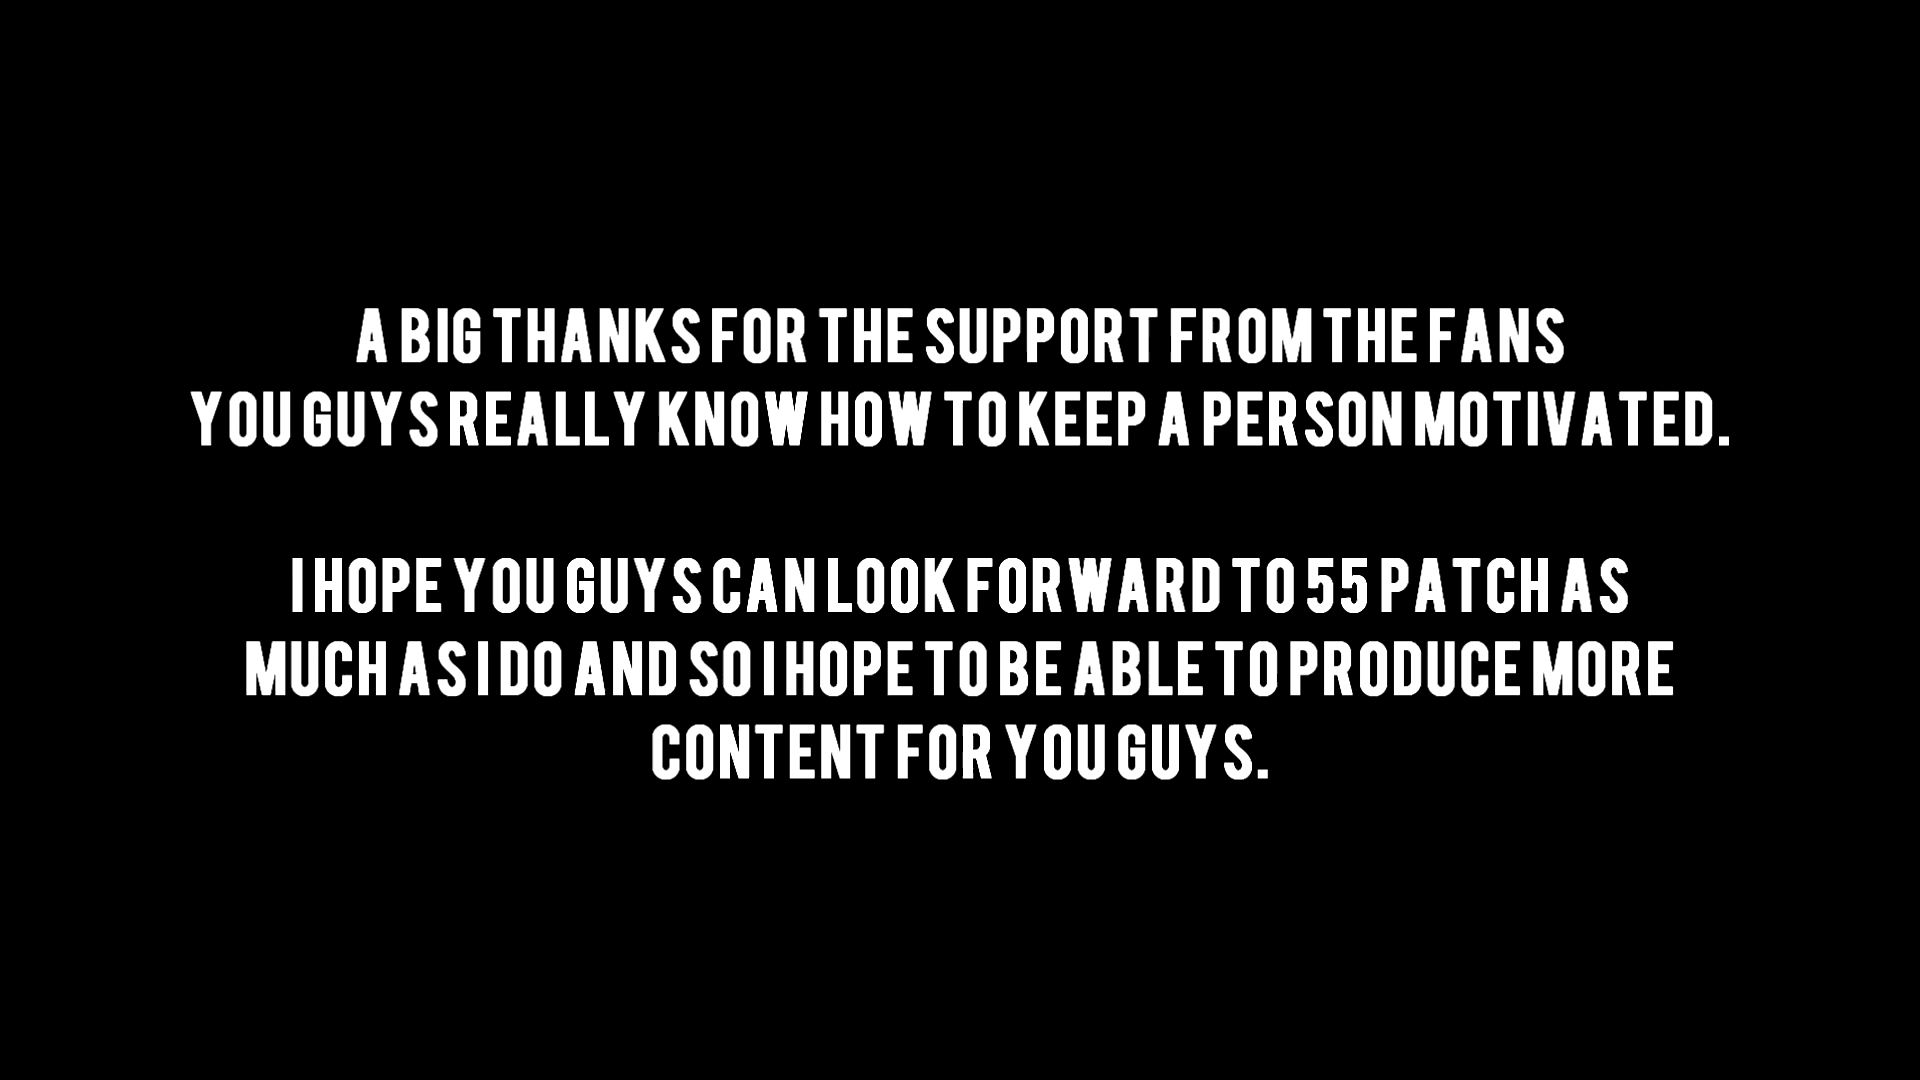 A BIG THANKS FOR THE SUPPORT FROM THE FANS
YOU GUYS REALLY KNOW HOW TO KEEP A PERSON MOTIVATED.
I HOPE YOU GUYS CAN LOOK FORWARD TO 55 PATCH AS
MUCH AS I DO AND SO I HOPE TO BE ABLE TO PRODUCE MORE
CONTENT FOR YOU GUYS.